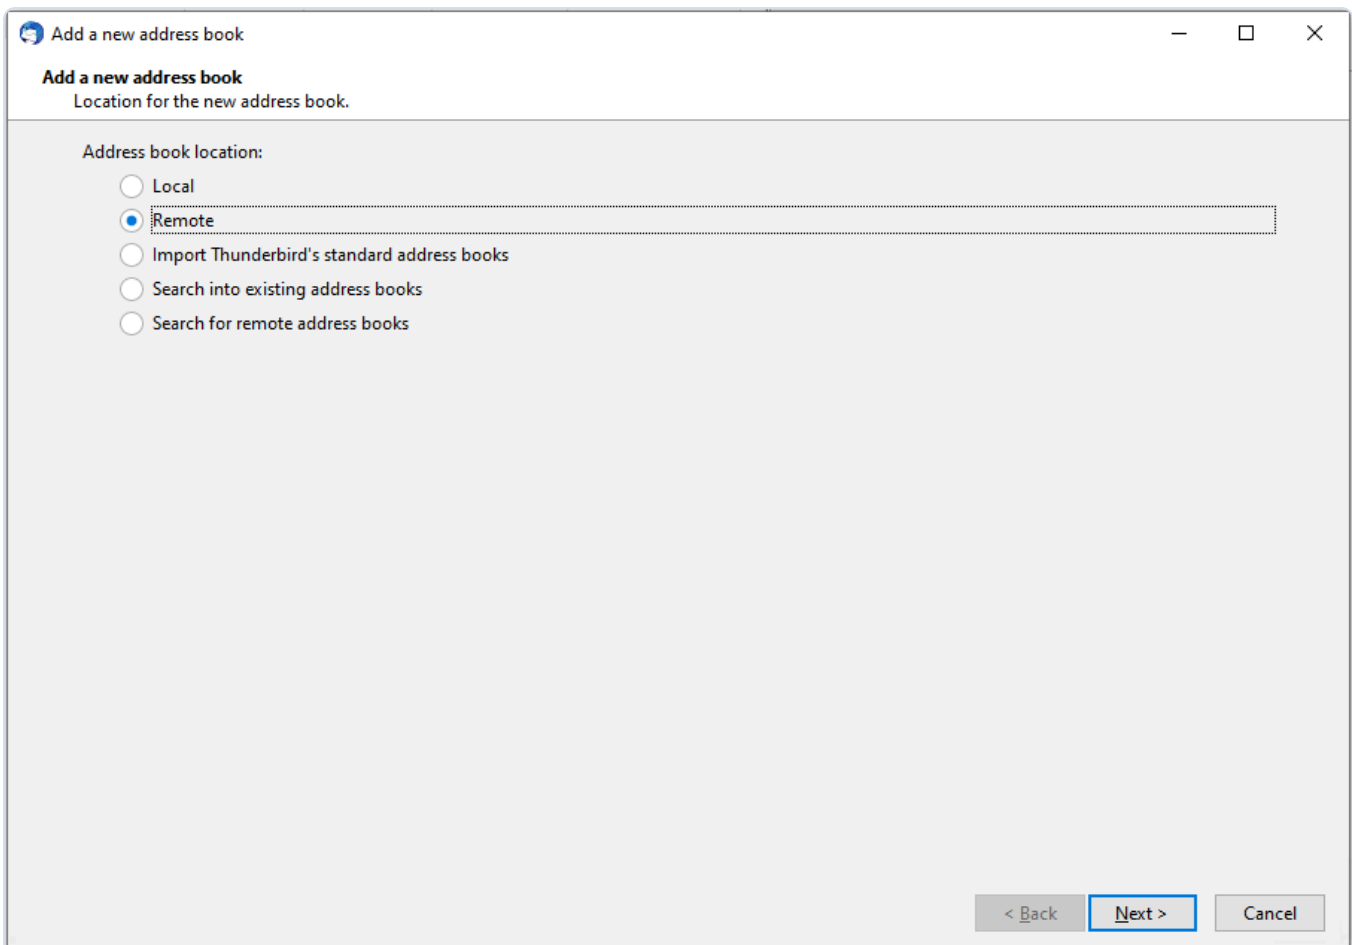 Add a new address book
Add a new address book
Location for the new address book.
Address book location:
Local
Remote
Import Thunderbird's standard address books
Search into existing address books
Search for remote address books
< Back
Next >
Cancel